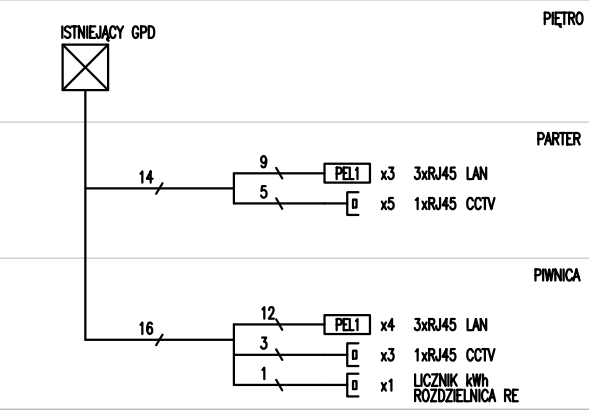 PIĘTRO
ISTNIEJĄCY GPD
PARTER
14 9 PEL1 x3 3xRJ45 LAN
5 x5 1xRJ45 CCTV
PIWNICA
16 12 PEL1 x4 3xRJ45 LAN
3 x3 1xRJ45 CCTV
1 x1 LICZNIK kWh
ROZDZIELNICA RE